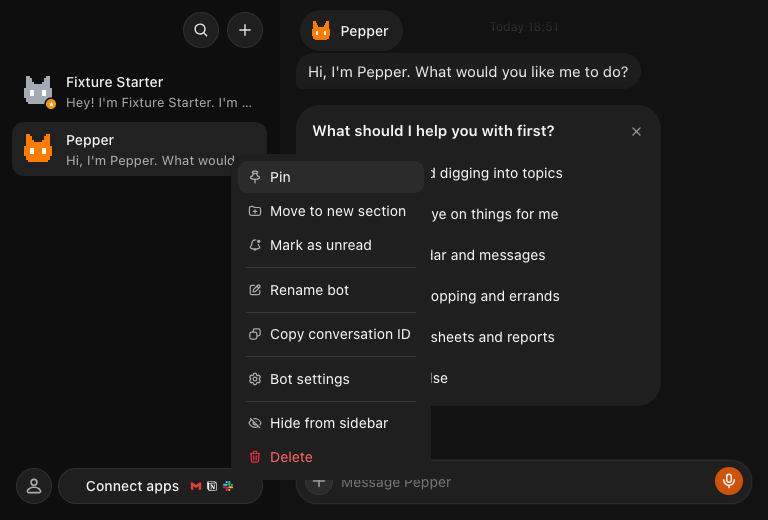 Pepper
Today 18:51
Hi, I'm Pepper. What would you like me to do?
Fixture Starter
Hey! I'm Fixture Starter. I'm ...
Pepper
Hi, I'm Pepper. What would
What should I help you with first?
digging into topics
ye on things for me
lar and messages
opping and errands
sheets and reports
lse
Pin
Move to new section
Mark as unread
Rename bot
Copy conversation ID
Bot settings
Hide from sidebar
Delete
Connect apps
Message Pepper